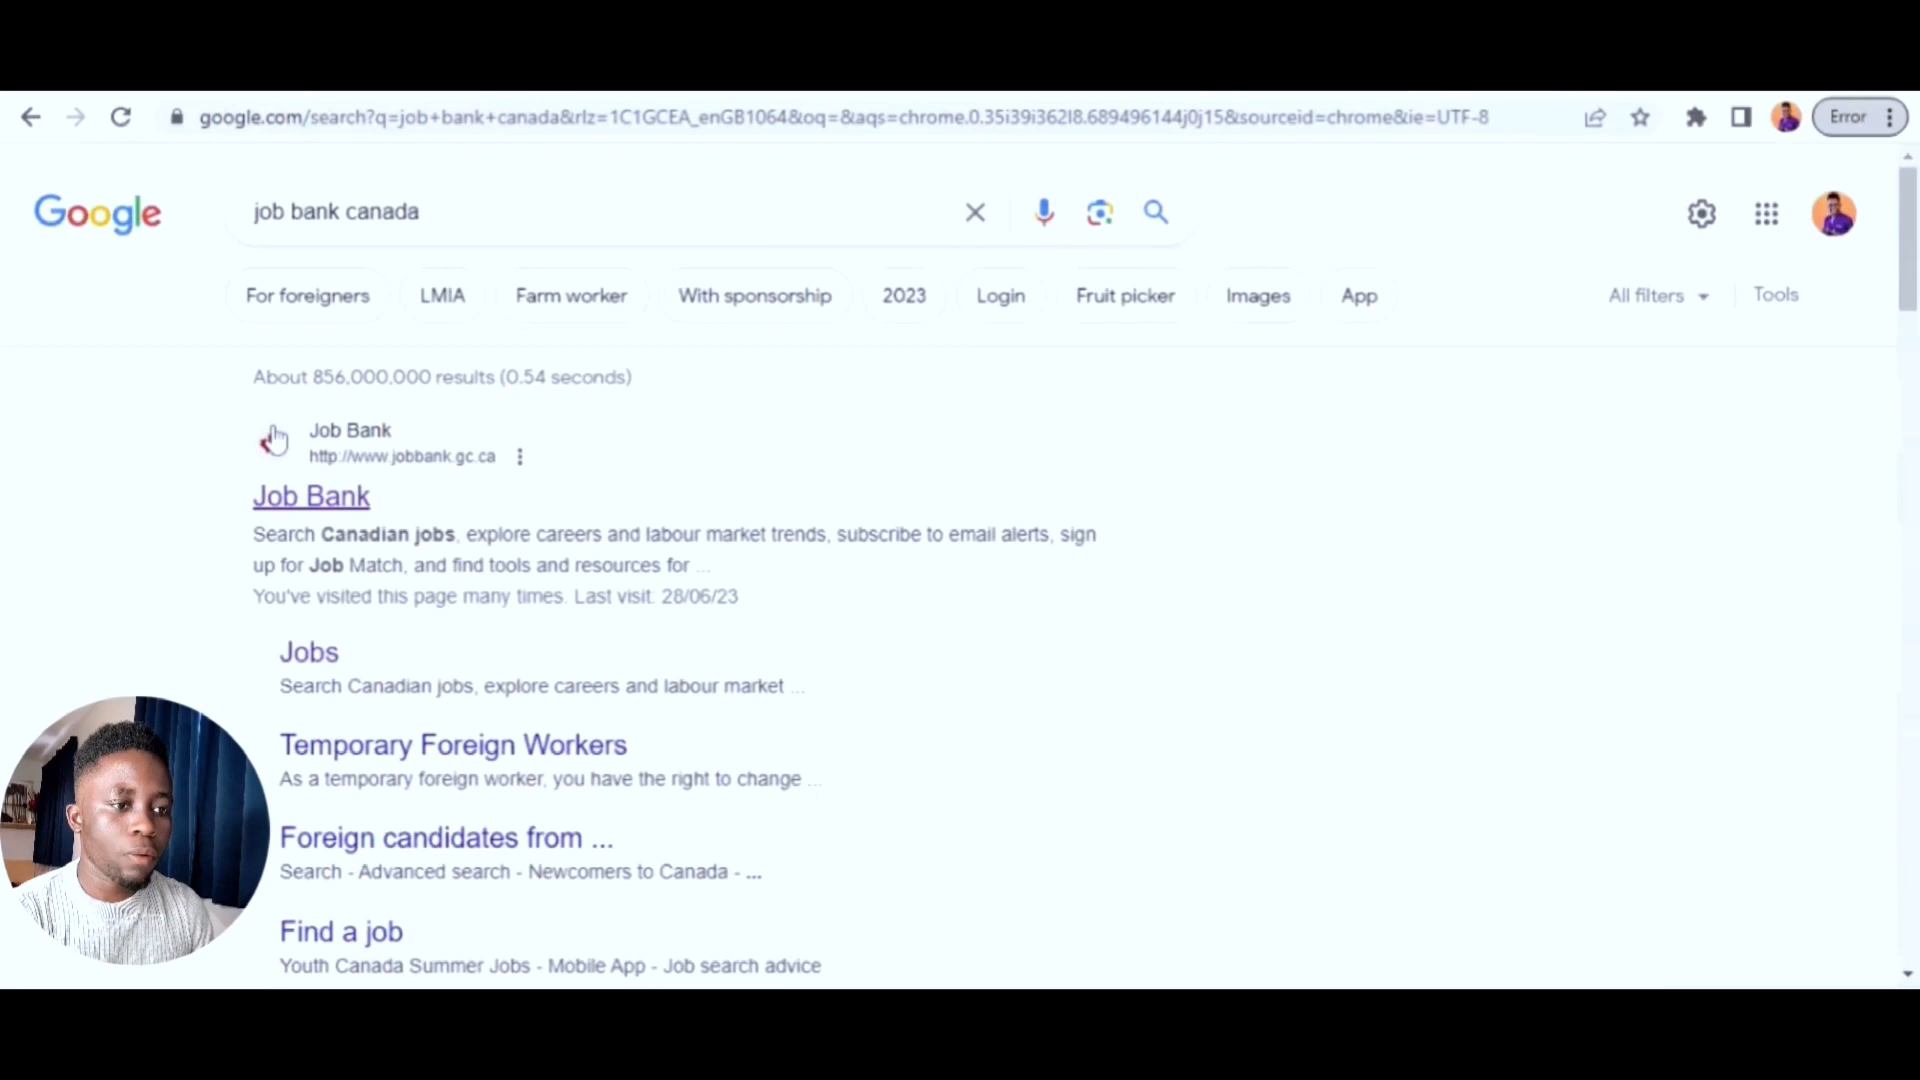 google.com/search?q=job+bank+canada&rlz=1C1GCEA_enGB1064&oq=&aqs=chrome.0.35i39i362l8.689496144j0j15&sourceid=chrome&ie=UTF-8
Error
Google
job bank canada
For foreigners
LMIA
Farm worker
With sponsorship
2023
Login
Fruit picker
Images
App
All filters
Tools
About 856,000,000 results (0.54 seconds)
Job Bank
http://www.jobbank.gc.ca
Job Bank
Search Canadian jobs, explore careers and labour market trends, subscribe to email alerts, sign
up for Job Match, and find tools and resources for ...
You've visited this page many times. Last visit: 28/06/23
Jobs
Search Canadian jobs, explore careers and labour market ...
Temporary Foreign Workers
As a temporary foreign worker, you have the right to change ...
Foreign candidates from ...
Search - Advanced search - Newcomers to Canada - ...
Find a job
Youth Canada Summer Jobs - Mobile App - Job search advice